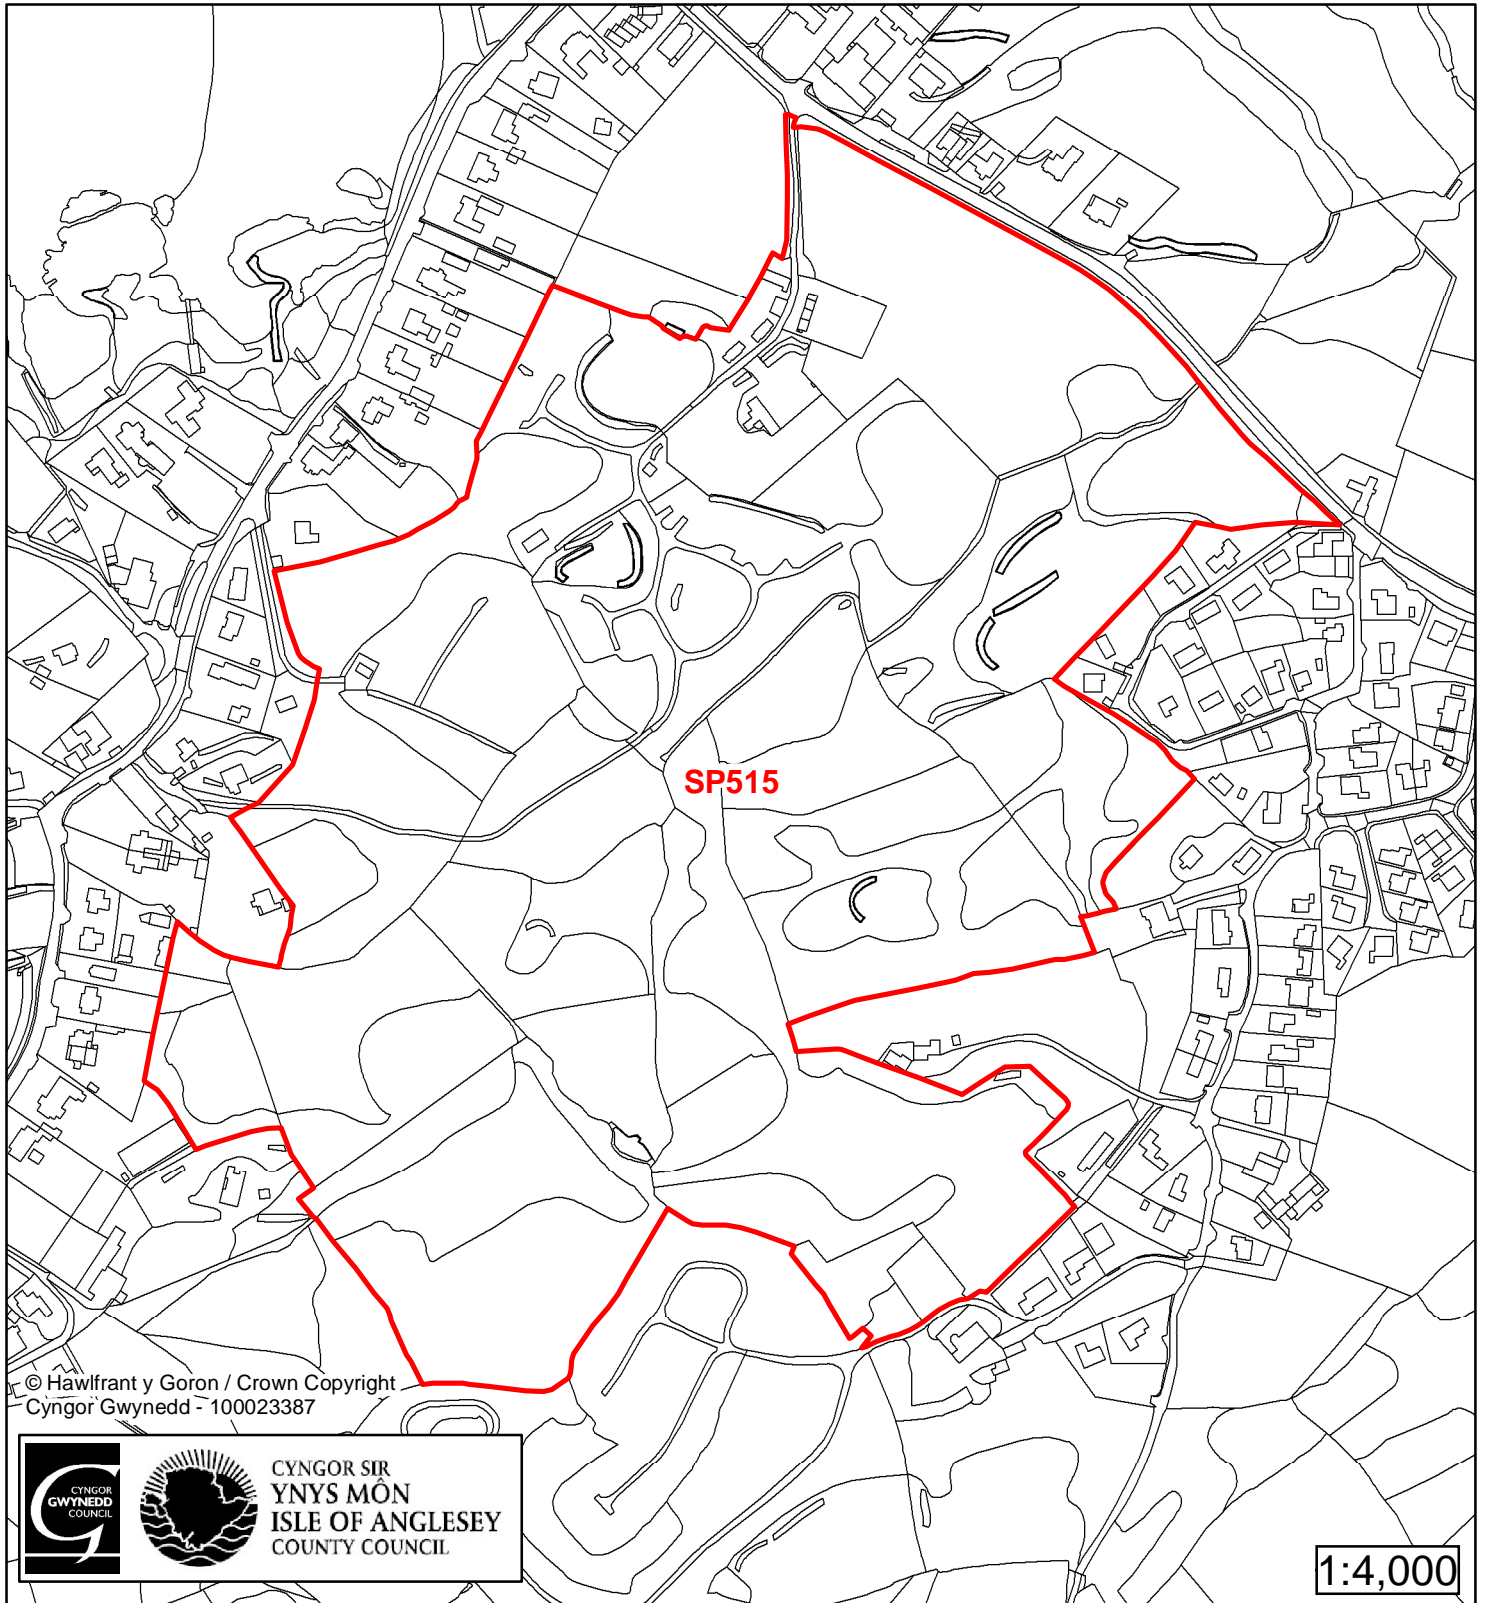 SP515
© Hawlfrant y Goron / Crown Copyright
Cyngor Gwynedd - 100023387
CYNGOR
GWYNEDD
COUNCIL
CYNGOR SIR
YNYS MÔN
ISLE OF ANGLESEY
COUNTY COUNCIL
1:4,000